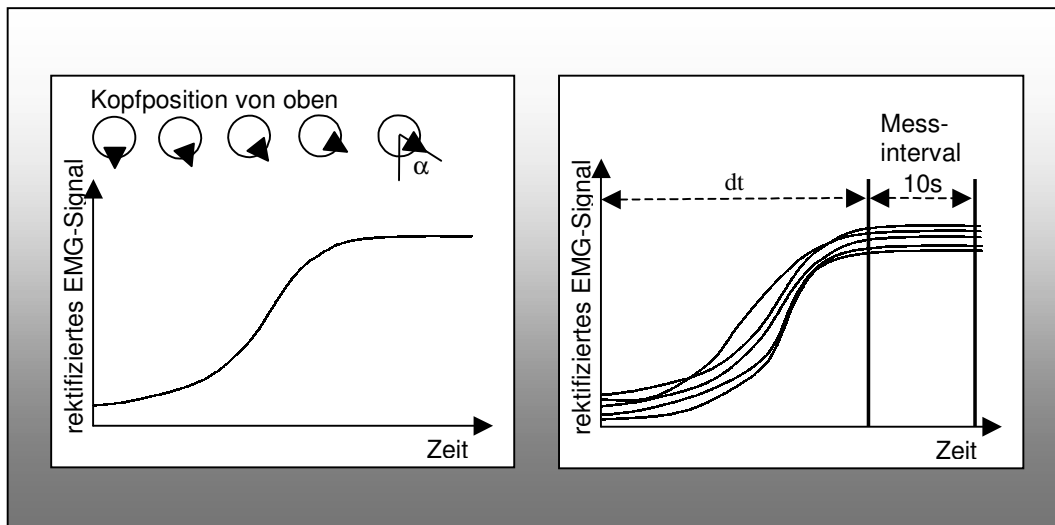 Kopfposition von oben
α
rektifiziertes EMG-Signal
Zeit
Mess-
interval
10s
dt
rektifiziertes EMG-Signal
Zeit